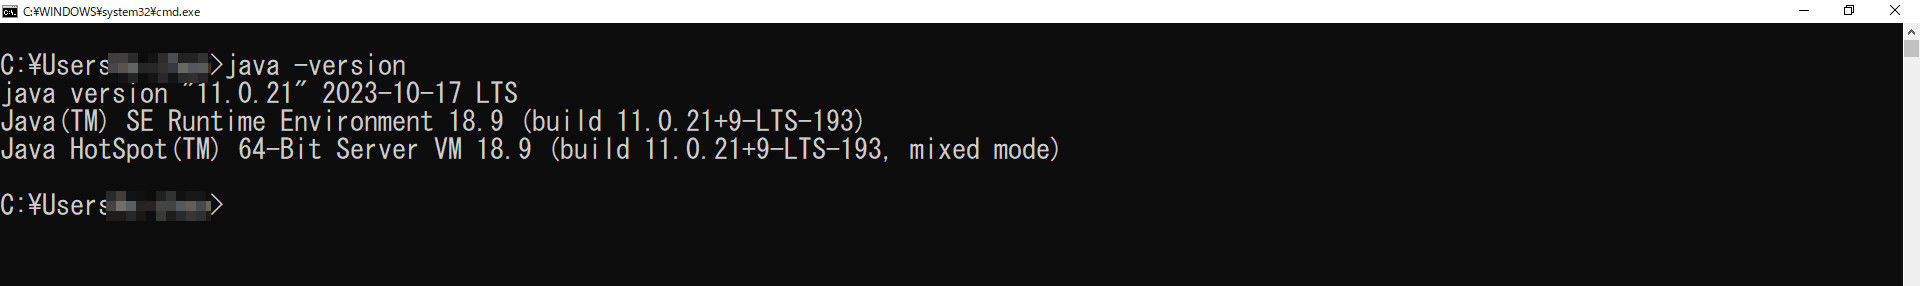 C:¥WINDOWS¥system32¥cmd.exe
C:¥Users>java -version
java version "11.0.21" 2023-10-17 LTS
Java(TM) SE Runtime Environment 18.9 (build 11.0.21+9-LTS-193)
Java HotSpot(TM) 64-Bit Server VM 18.9 (build 11.0.21+9-LTS-193, mixed mode)
C:¥Users>